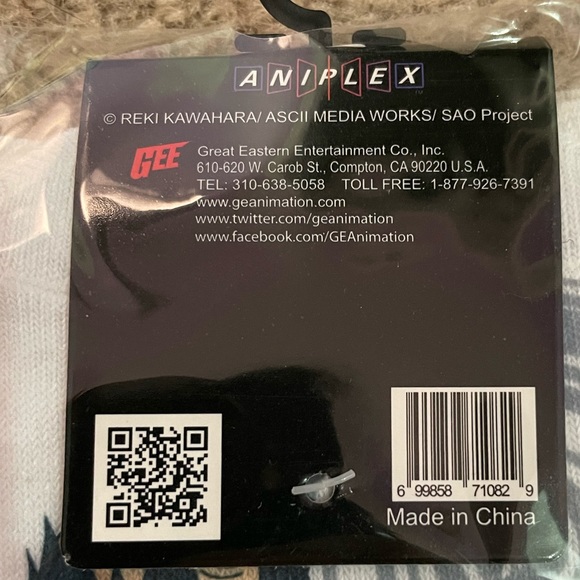 ANIPLEX
© REKI KAWAHARA/ ASCII MEDIA WORKS/ SAO Project
GEE
Great Eastern Entertainment Co., Inc.
610-620 W. Carob St., Compton, CA 90220 U.S.A.
TEL: 310-638-5058 TOLL FREE: 1-877-926-7391
www.geanimation.com
www.twitter.com/geanimation
www.facebook.com/GEAnimation
6 99858 71082 9
Made in China